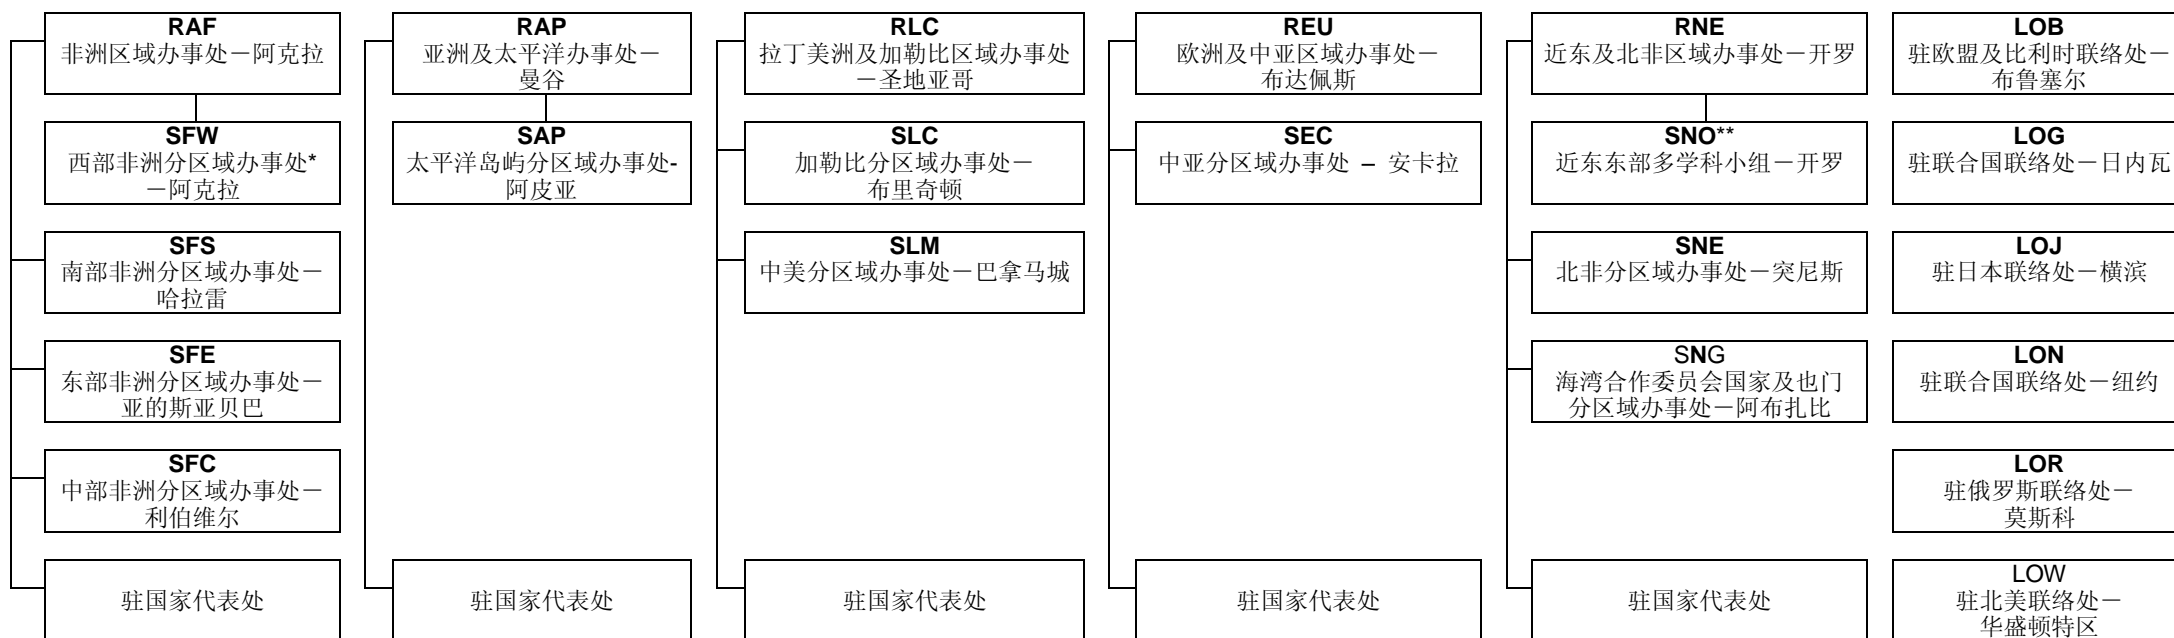 RAF
非洲区域办事处－阿克拉
SFW
西部非洲分区域办事处*
－阿克拉
SFS
南部非洲分区域办事处－
哈拉雷
SFE
东部非洲分区域办事处－
亚的斯亚贝巴
SFC
中部非洲分区域办事处－
利伯维尔
驻国家代表处
RAP
亚洲及太平洋办事处－
曼谷
SAP
太平洋岛屿分区域办事处-
阿皮亚
驻国家代表处
RLC
拉丁美洲及加勒比区域办事处
－圣地亚哥
SLC
加勒比分区域办事处－
布里奇顿
SLM
中美分区域办事处－巴拿马城
驻国家代表处
REU
欧洲及中亚区域办事处－
布达佩斯
SEC
中亚分区域办事处 – 安卡拉
驻国家代表处
RNE
近东及北非区域办事处－开罗
SNO**
近东东部多学科小组－开罗
SNE
北非分区域办事处－突尼斯
SNG
海湾合作委员会国家及也门
分区域办事处－阿布扎比
驻国家代表处
LOB
驻欧盟及比利时联络处－
布鲁塞尔
LOG
驻联合国联络处－日内瓦
LOJ
驻日本联络处－横滨
LON
驻联合国联络处－纽约
LOR
驻俄罗斯联络处－
莫斯科
LOW
驻北美联络处－
华盛顿特区